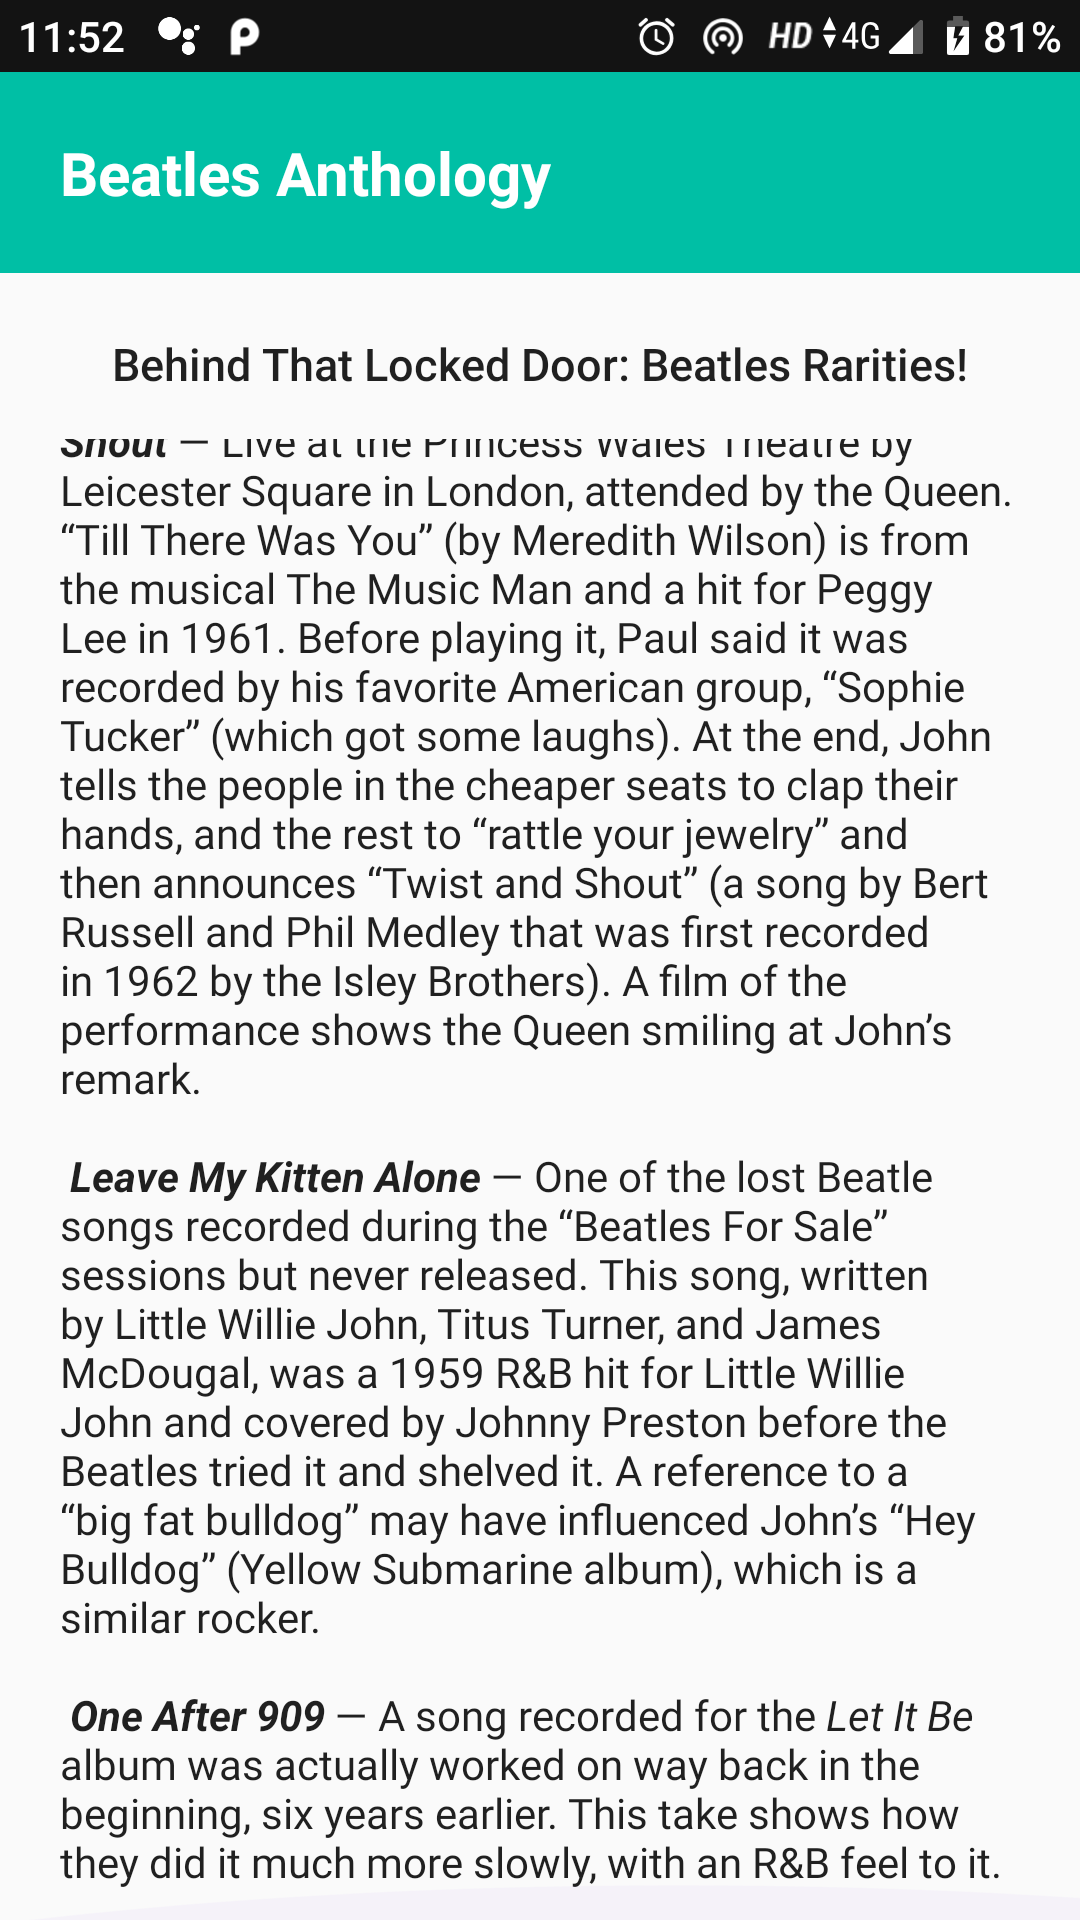 11:52 HD 4G 81%
Beatles Anthology
Behind That Locked Door: Beatles Rarities!
Shout — Live at the Princess Wales Theatre by
Leicester Square in London, attended by the Queen.
“Till There Was You” (by Meredith Wilson) is from
the musical The Music Man and a hit for Peggy
Lee in 1961. Before playing it, Paul said it was
recorded by his favorite American group, “Sophie
Tucker” (which got some laughs). At the end, John
tells the people in the cheaper seats to clap their
hands, and the rest to “rattle your jewelry” and
then announces “Twist and Shout” (a song by Bert
Russell and Phil Medley that was first recorded
in 1962 by the Isley Brothers). A film of the
performance shows the Queen smiling at John’s
remark.
Leave My Kitten Alone — One of the lost Beatle
songs recorded during the “Beatles For Sale”
sessions but never released. This song, written
by Little Willie John, Titus Turner, and James
McDougal, was a 1959 R&B hit for Little Willie
John and covered by Johnny Preston before the
Beatles tried it and shelved it. A reference to a
“big fat bulldog” may have influenced John’s “Hey
Bulldog” (Yellow Submarine album), which is a
similar rocker.
One After 909 — A song recorded for the Let It Be
album was actually worked on way back in the
beginning, six years earlier. This take shows how
they did it much more slowly, with an R&B feel to it.